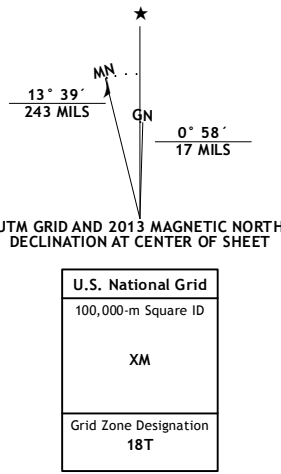 ★
MN
GN
13° 39´
243 MILS
0° 58´
17 MILS
UTM GRID AND 2013 MAGNETIC NORTH
DECLINATION AT CENTER OF SHEET
U.S. National Grid
100,000-m Square ID
XM
Grid Zone Designation
18T